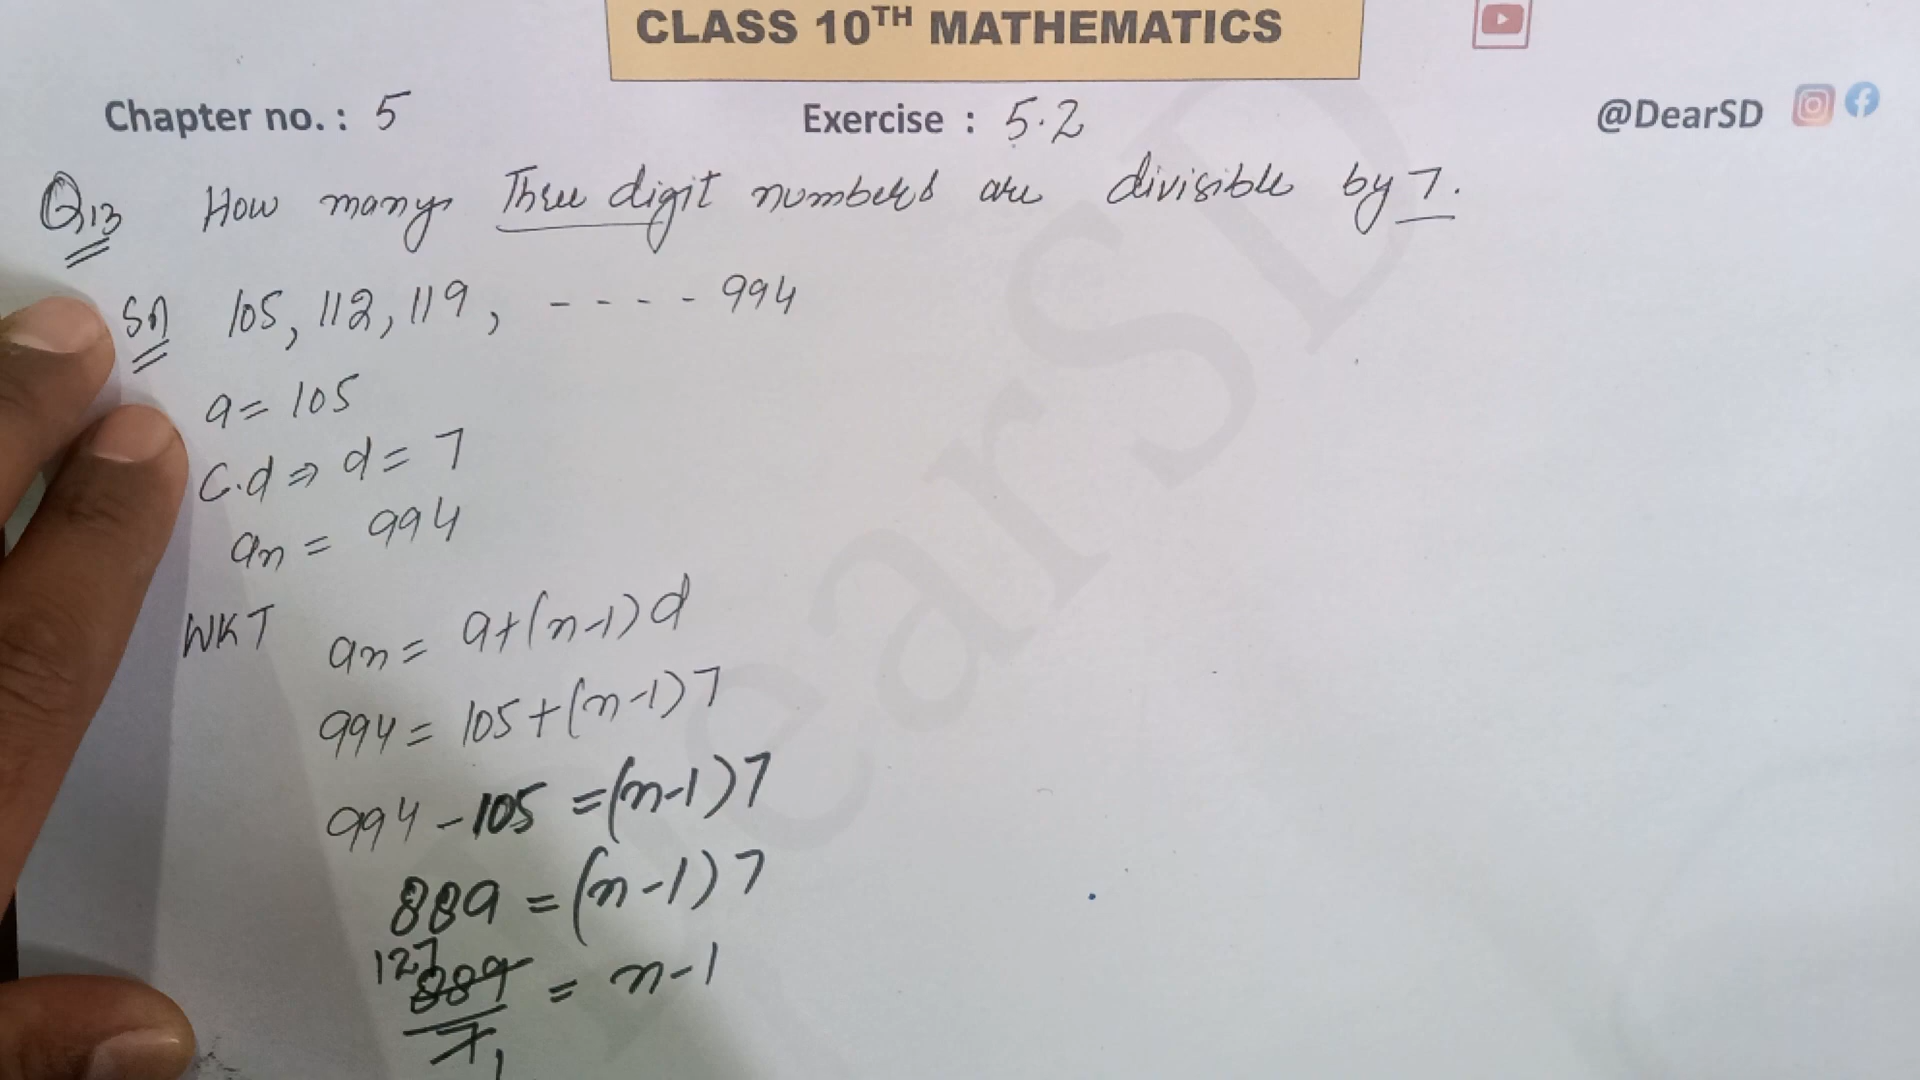 CLASS 10TH MATHEMATICS
Chapter no. : 5 Exercise : 5.2 @DearSD
Q13 How many Three digit numbers are divisible by 7.
Sol 105, 112, 119, - - - - 994
a = 105
C.d ⇒ d = 7
an = 994
WKT an = a+(n-1)d
994 = 105+(n-1)7
994 - 105 = (n-1)7
889 = (n-1)7
127
889/7 = n-1
1
DearSD